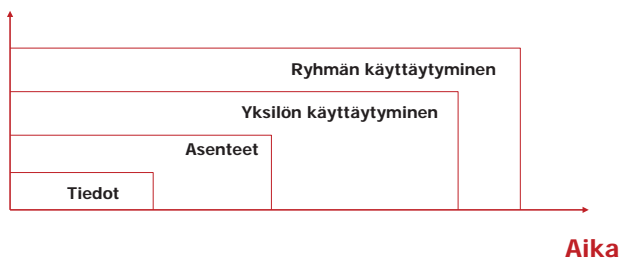 Ryhmän käyttäytyminen
Yksilön käyttäytyminen
Asenteet
Tiedot
Aika